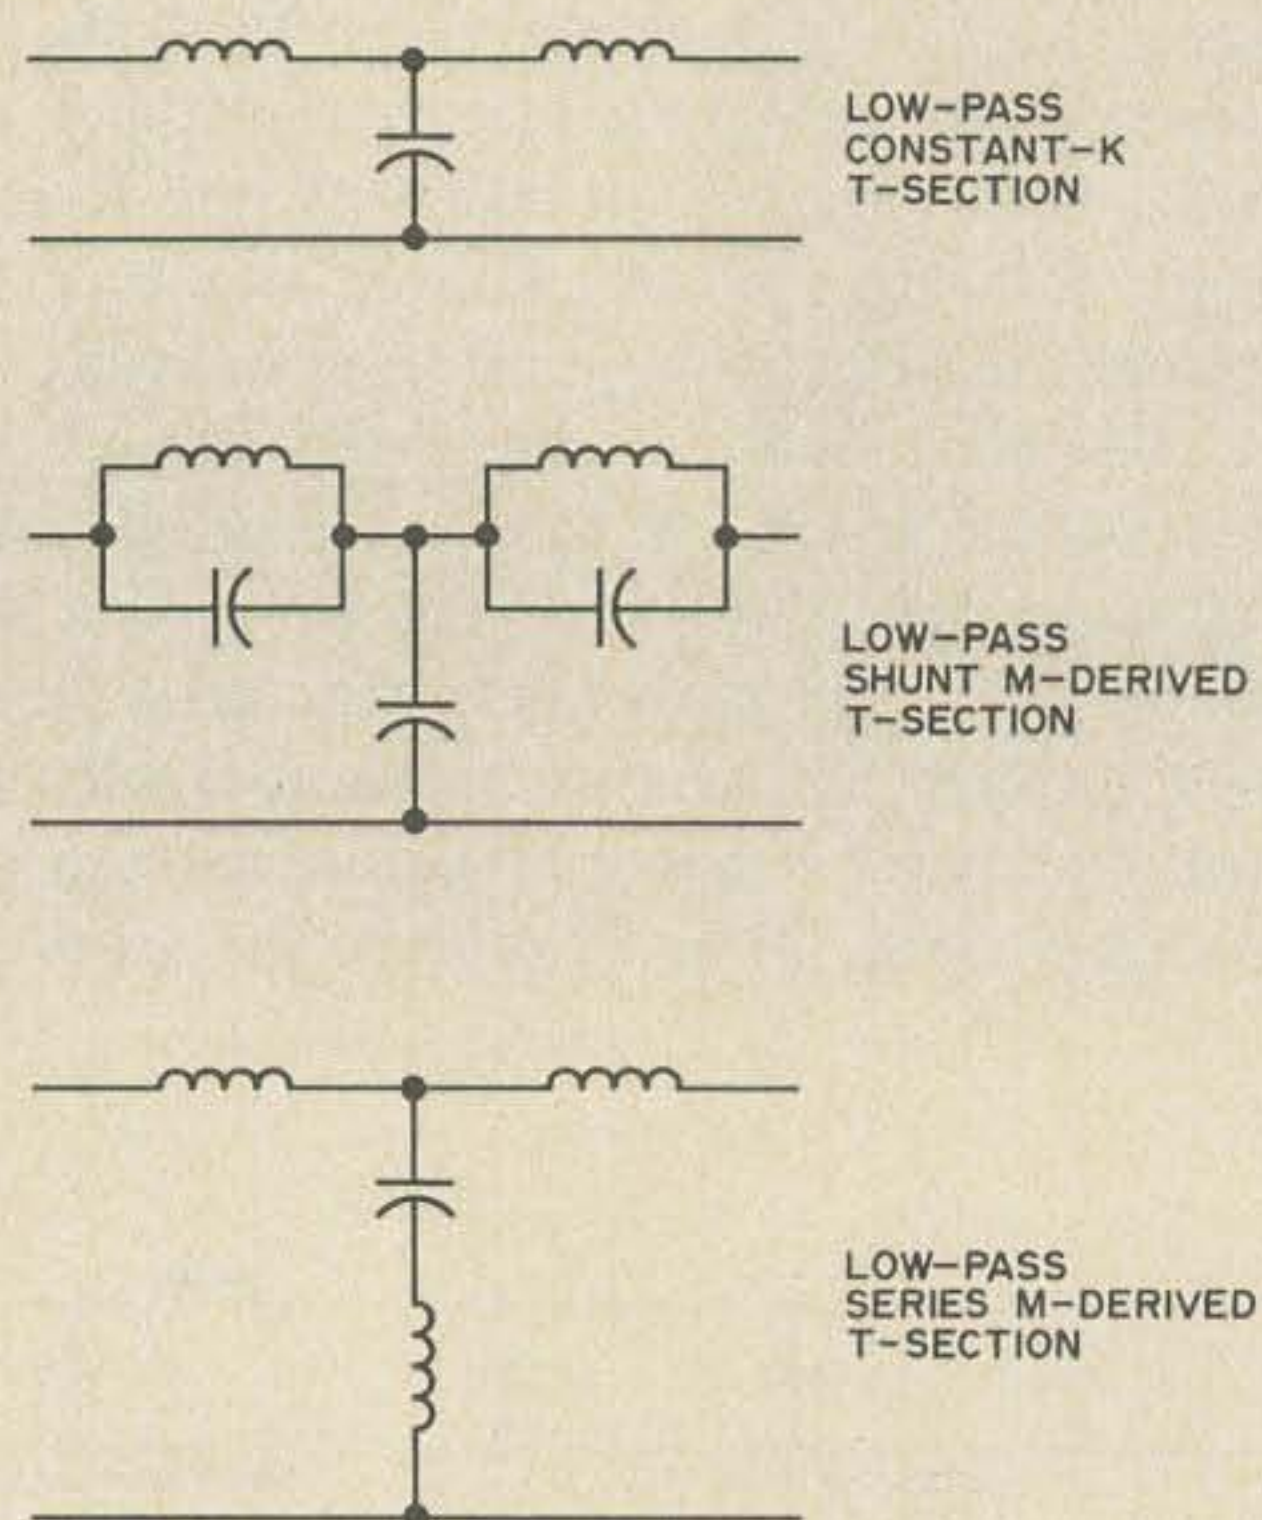 LOW-PASS
CONSTANT-K
T-SECTION
LOW-PASS
SHUNT M-DERIVED
T-SECTION
LOW-PASS
SERIES M-DERIVED
T-SECTION